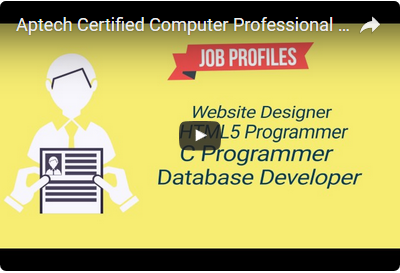 Aptech Certified Computer Professional ...
JOB PROFILES
Website Designer
HTML5 Programmer
C Programmer
Database Developer